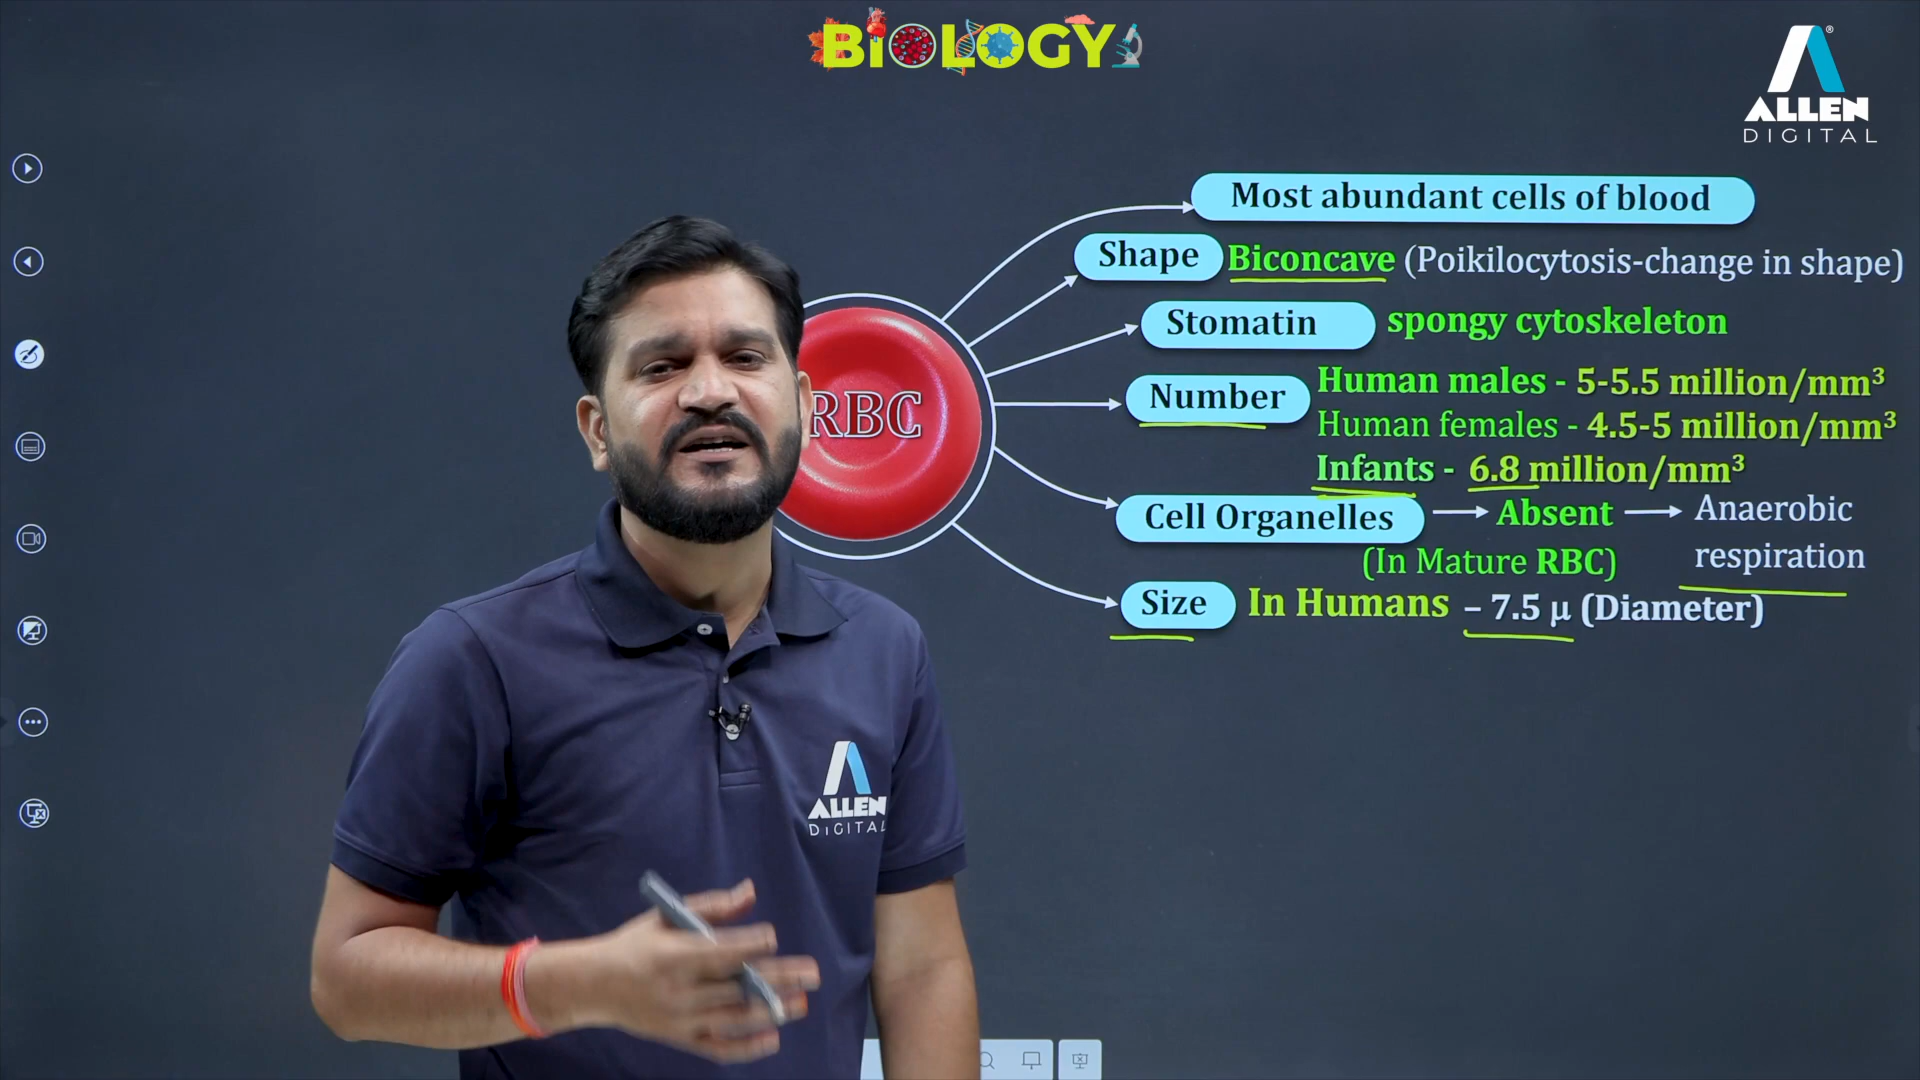 BIOLOGY
ALLEN
DIGITAL
Most abundant cells of blood
Shape Biconcave (Poikilocytosis-change in shape)
Stomatin spongy cytoskeleton
RBC
Number Human males - 5-5.5 million/mm³
Human females - 4.5-5 million/mm³
Infants - 6.8 million/mm³
Cell Organelles Absent Anaerobic
(In Mature RBC) respiration
Size In Humans – 7.5 μ (Diameter)
ALLEN
DIGITAL